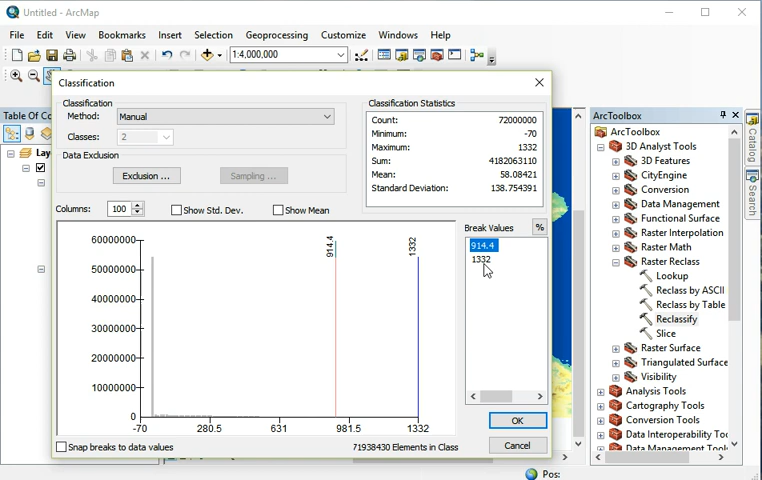 Untitled - ArcMap
File Edit View Bookmarks Insert Selection Geoprocessing Customize Windows Help
1:4,000,000
Table Of Co
Lay
Classification
Classification
Method: Manual
Classes: 2
Data Exclusion
Exclusion ... Sampling ...
Columns: 100 Show Std. Dev. Show Mean
Classification Statistics
Count: 72000000
Minimum: -70
Maximum: 1332
Sum: 4182063110
Mean: 58.08421
Standard Deviation: 138.754391
Break Values %
914.4
1332
60000000
50000000
40000000
30000000
20000000
10000000
0
914.4
1332
-70 280.5 631 981.5 1332
Snap breaks to data values 71938430 Elements in Class
OK
Cancel
ArcToolbox
ArcToolbox
3D Analyst Tools
3D Features
CityEngine
Conversion
Data Management
Functional Surface
Raster Interpolation
Raster Math
Raster Reclass
Lookup
Reclass by ASCII
Reclass by Table
Reclassify
Slice
Raster Surface
Triangulated Surface
Visibility
Analysis Tools
Cartography Tools
Conversion Tools
Data Interoperability Too
Data Management Tool
Catalog
Search
Pos: